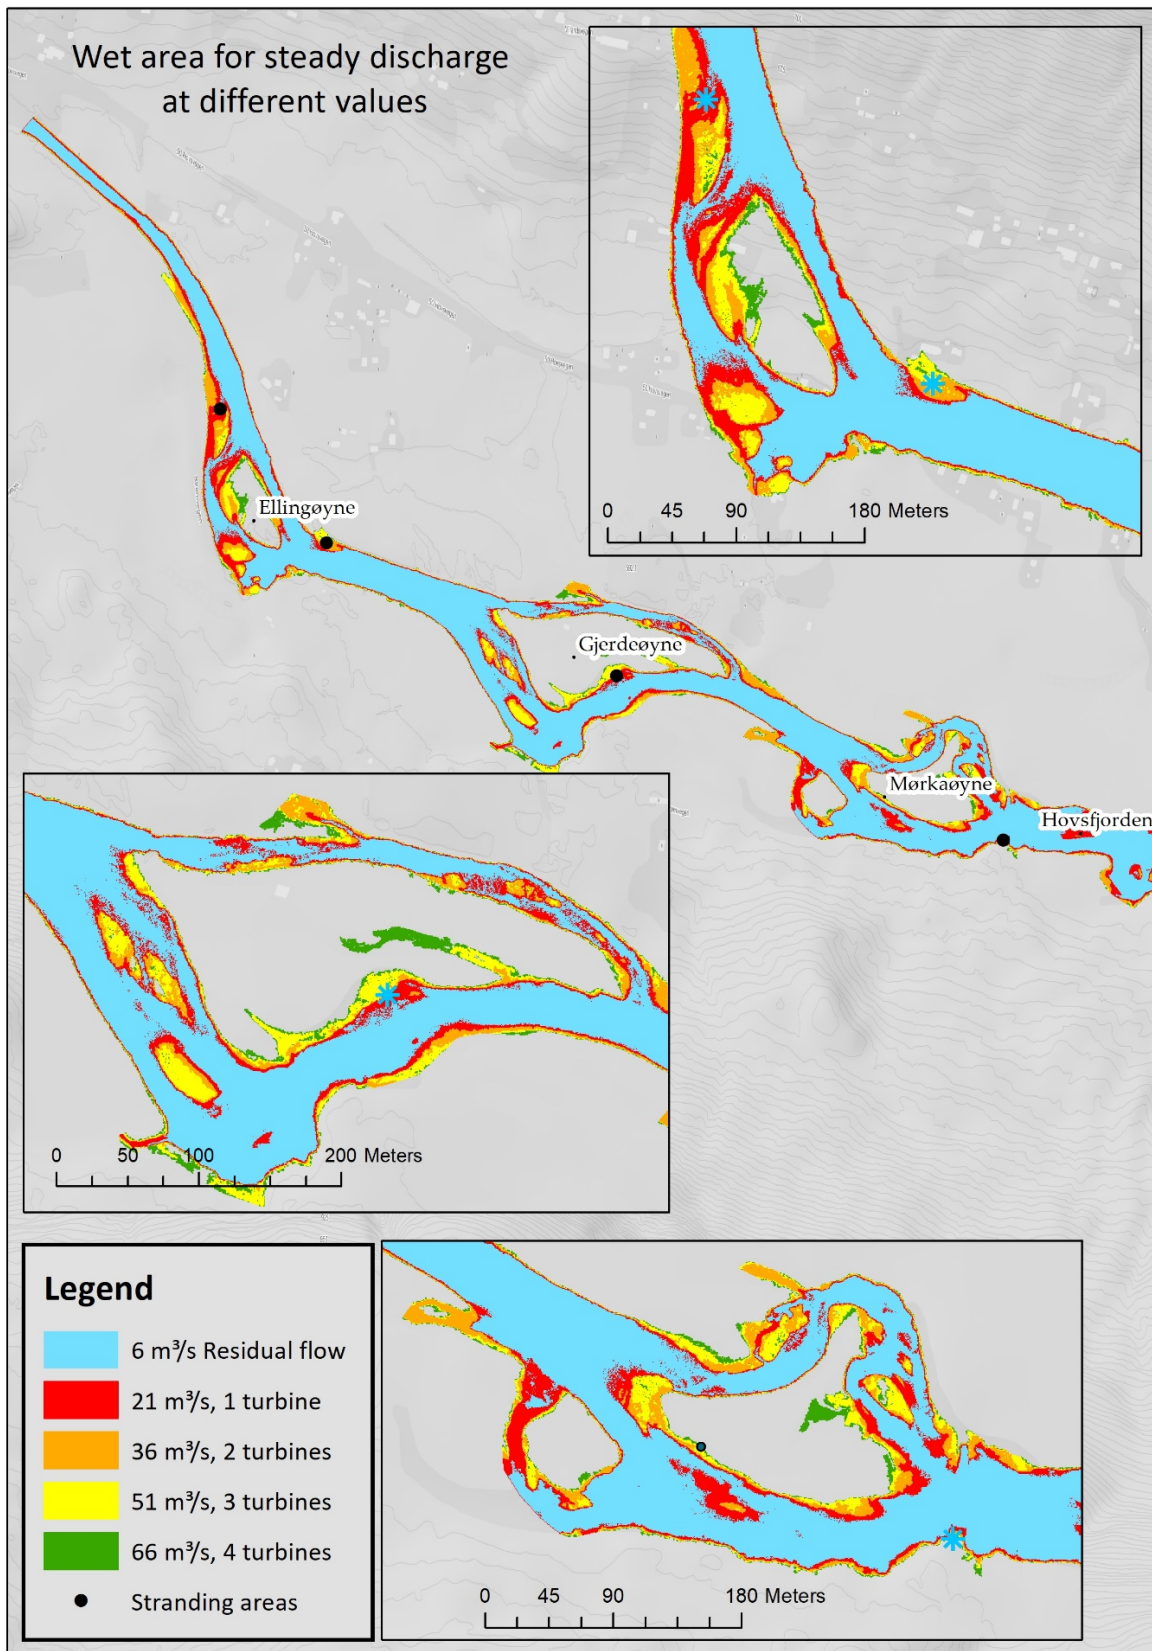 Wet area for steady discharge
at different values
0 45 90 180 Meters
Ellingøyne
Gjerdeøyne
Mørkaøyne
Hovsfjorden
0 50 100 200 Meters
Legend
6 m³/s Residual flow
21 m³/s, 1 turbine
36 m³/s, 2 turbines
51 m³/s, 3 turbines
66 m³/s, 4 turbines
Stranding areas
0 45 90 180 Meters